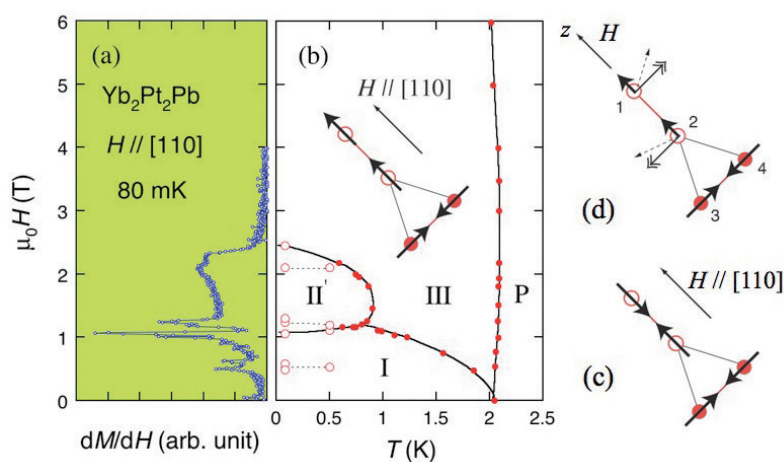 (a)
Yb₂Pt₂Pb
H // [110]
80 mK
μ₀H (T)
6
5
4
3
2
1
0
dM/dH (arb. unit)
(b)
H // [110]
II'
III
P
I
0
0.5
1
1.5
2
2.5
T (K)
z
H
1
2
4
3
(d)
H // [110]
(c)